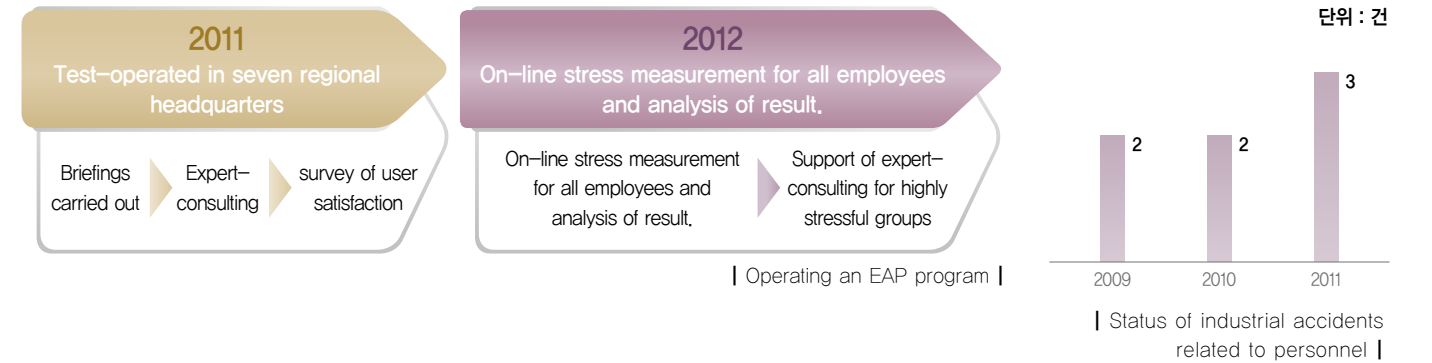 2011
Test-operated in seven regional
headquarters
Briefings
carried out
Expert-
consulting
survey of user
satisfaction
2012
On-line stress measurement for all employees
and analysis of result.
On-line stress measurement
for all employees and
analysis of result.
Support of expert-
consulting for highly
stressful groups
| Operating an EAP program |
단위 : 건
2
2
3
2009
2010
2011
| Status of industrial accidents
related to personnel |